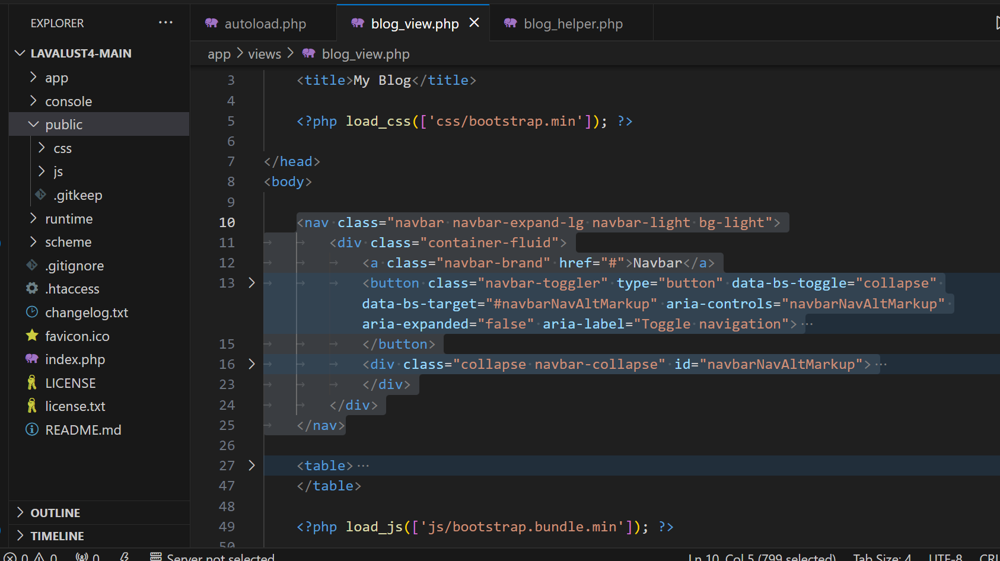 EXPLORER
LAVALUST4-MAIN
app
console
public
css
js
.gitkeep
runtime
scheme
.gitignore
.htaccess
changelog.txt
favicon.ico
index.php
LICENSE
license.txt
README.md
OUTLINE
TIMELINE
autoload.php
blog_view.php
blog_helper.php
app > views > blog_view.php
3 <title>My Blog</title>
4
5 <?php load_css(['css/bootstrap.min']); ?>
6
7 </head>
8 <body>
9
10 <nav class="navbar navbar-expand-lg navbar-light bg-light">
11 <div class="container-fluid">
12 <a class="navbar-brand" href="#">Navbar</a>
13 <button class="navbar-toggler" type="button" data-bs-toggle="collapse"
data-bs-target="#navbarNavAltMarkup" aria-controls="navbarNavAltMarkup"
aria-expanded="false" aria-label="Toggle navigation">
15 </button>
16 <div class="collapse navbar-collapse" id="navbarNavAltMarkup">
23 </div>
24 </div>
25 </nav>
26
27 <table>
47 </table>
48
49 <?php load_js(['js/bootstrap.bundle.min']); ?>
50
0 0 0 Server not selected Ln 10, Col 5 (799 selected) Tab Size: 4 UTF-8